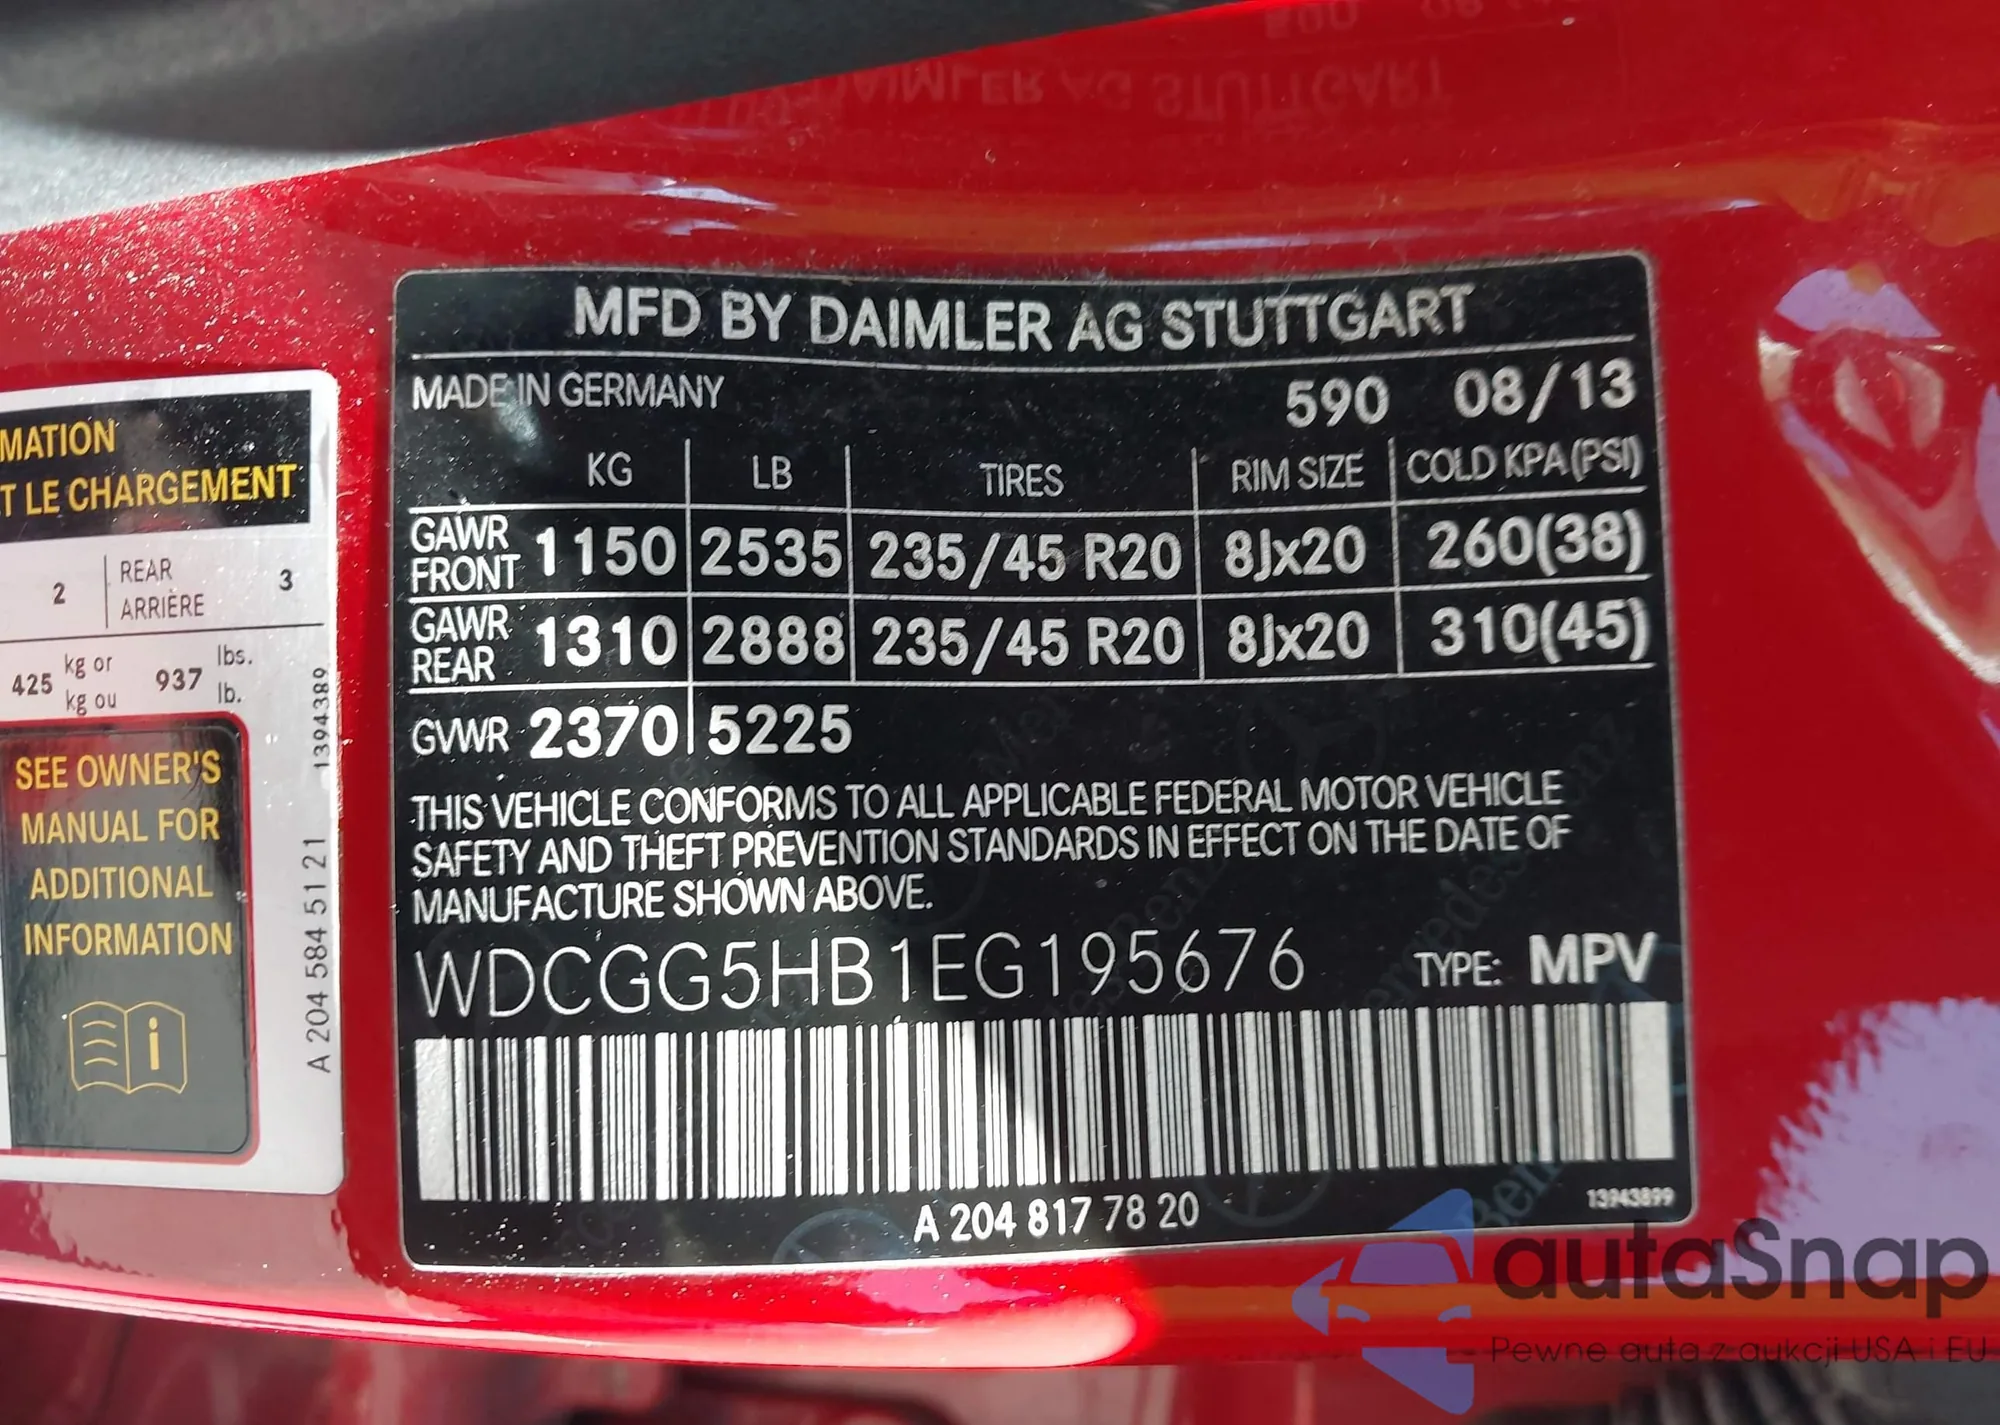 MATION
T LE CHARGEMENT
2 REAR ARRIÈRE 3
425 kg or kg ou 937 lbs. lb.
SEE OWNER'S
MANUAL FOR
ADDITIONAL
INFORMATION
A 204 584 51 21
1394389
MFD BY DAIMLER AG STUTTGART
MADE IN GERMANY 590 08/13
KG LB TIRES RIM SIZE COLD KPA(PSI)
GAWR FRONT 1150 2535 235/45 R20 8Jx20 260(38)
GAWR REAR 1310 2888 235/45 R20 8Jx20 310(45)
GVWR 2370 5225
THIS VEHICLE CONFORMS TO ALL APPLICABLE FEDERAL MOTOR VEHICLE
SAFETY AND THEFT PREVENTION STANDARDS IN EFFECT ON THE DATE OF
MANUFACTURE SHOWN ABOVE.
WDCGG5HB1EG195676 TYPE: MPV
A 204 817 78 20
13943899
autaSnap
Pewne auta z aukcji USA i EU